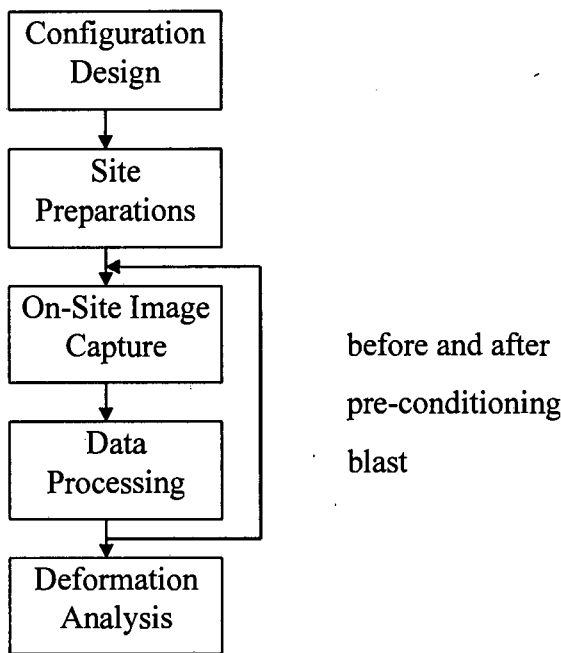 Configuration
Design
Site
Preparations
On-Site Image
Capture
before and after
pre-conditioning
blast
Data
Processing
Deformation
Analysis